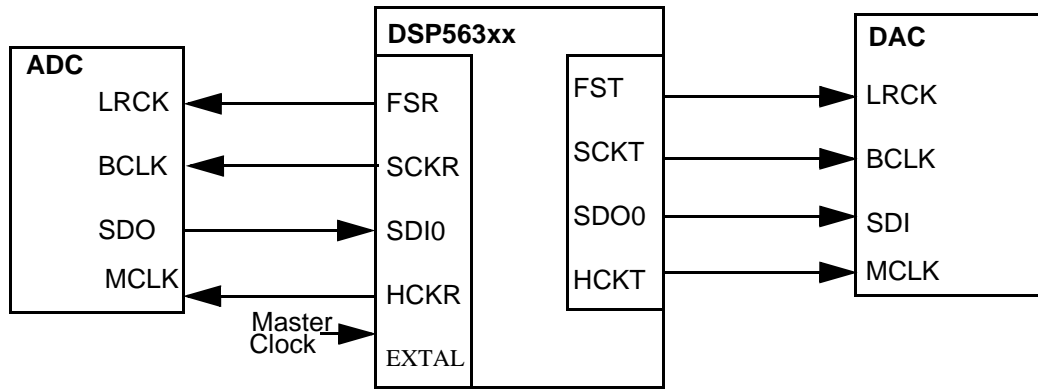 ADC
LRCK
BCLK
SDO
MCLK
Master
Clock
DSP563xx
FSR
SCKR
SDI0
HCKR
EXTAL
FST
SCKT
SDO0
HCKT
DAC
LRCK
BCLK
SDI
MCLK